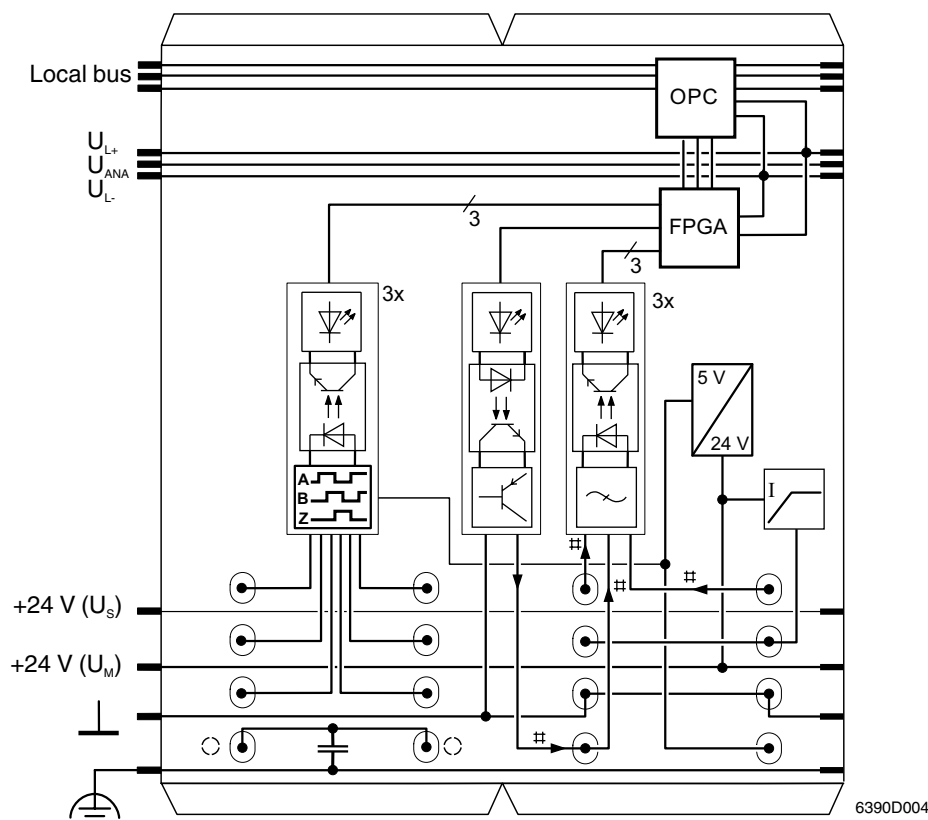 Local bus
OPC
U_L+
U_ANA
U_L-
FPGA
3
3
3x
3x
5 V
24 V
I
A
B
Z
#
#
#
+24 V (U_S)
+24 V (U_M)
#
6390D004